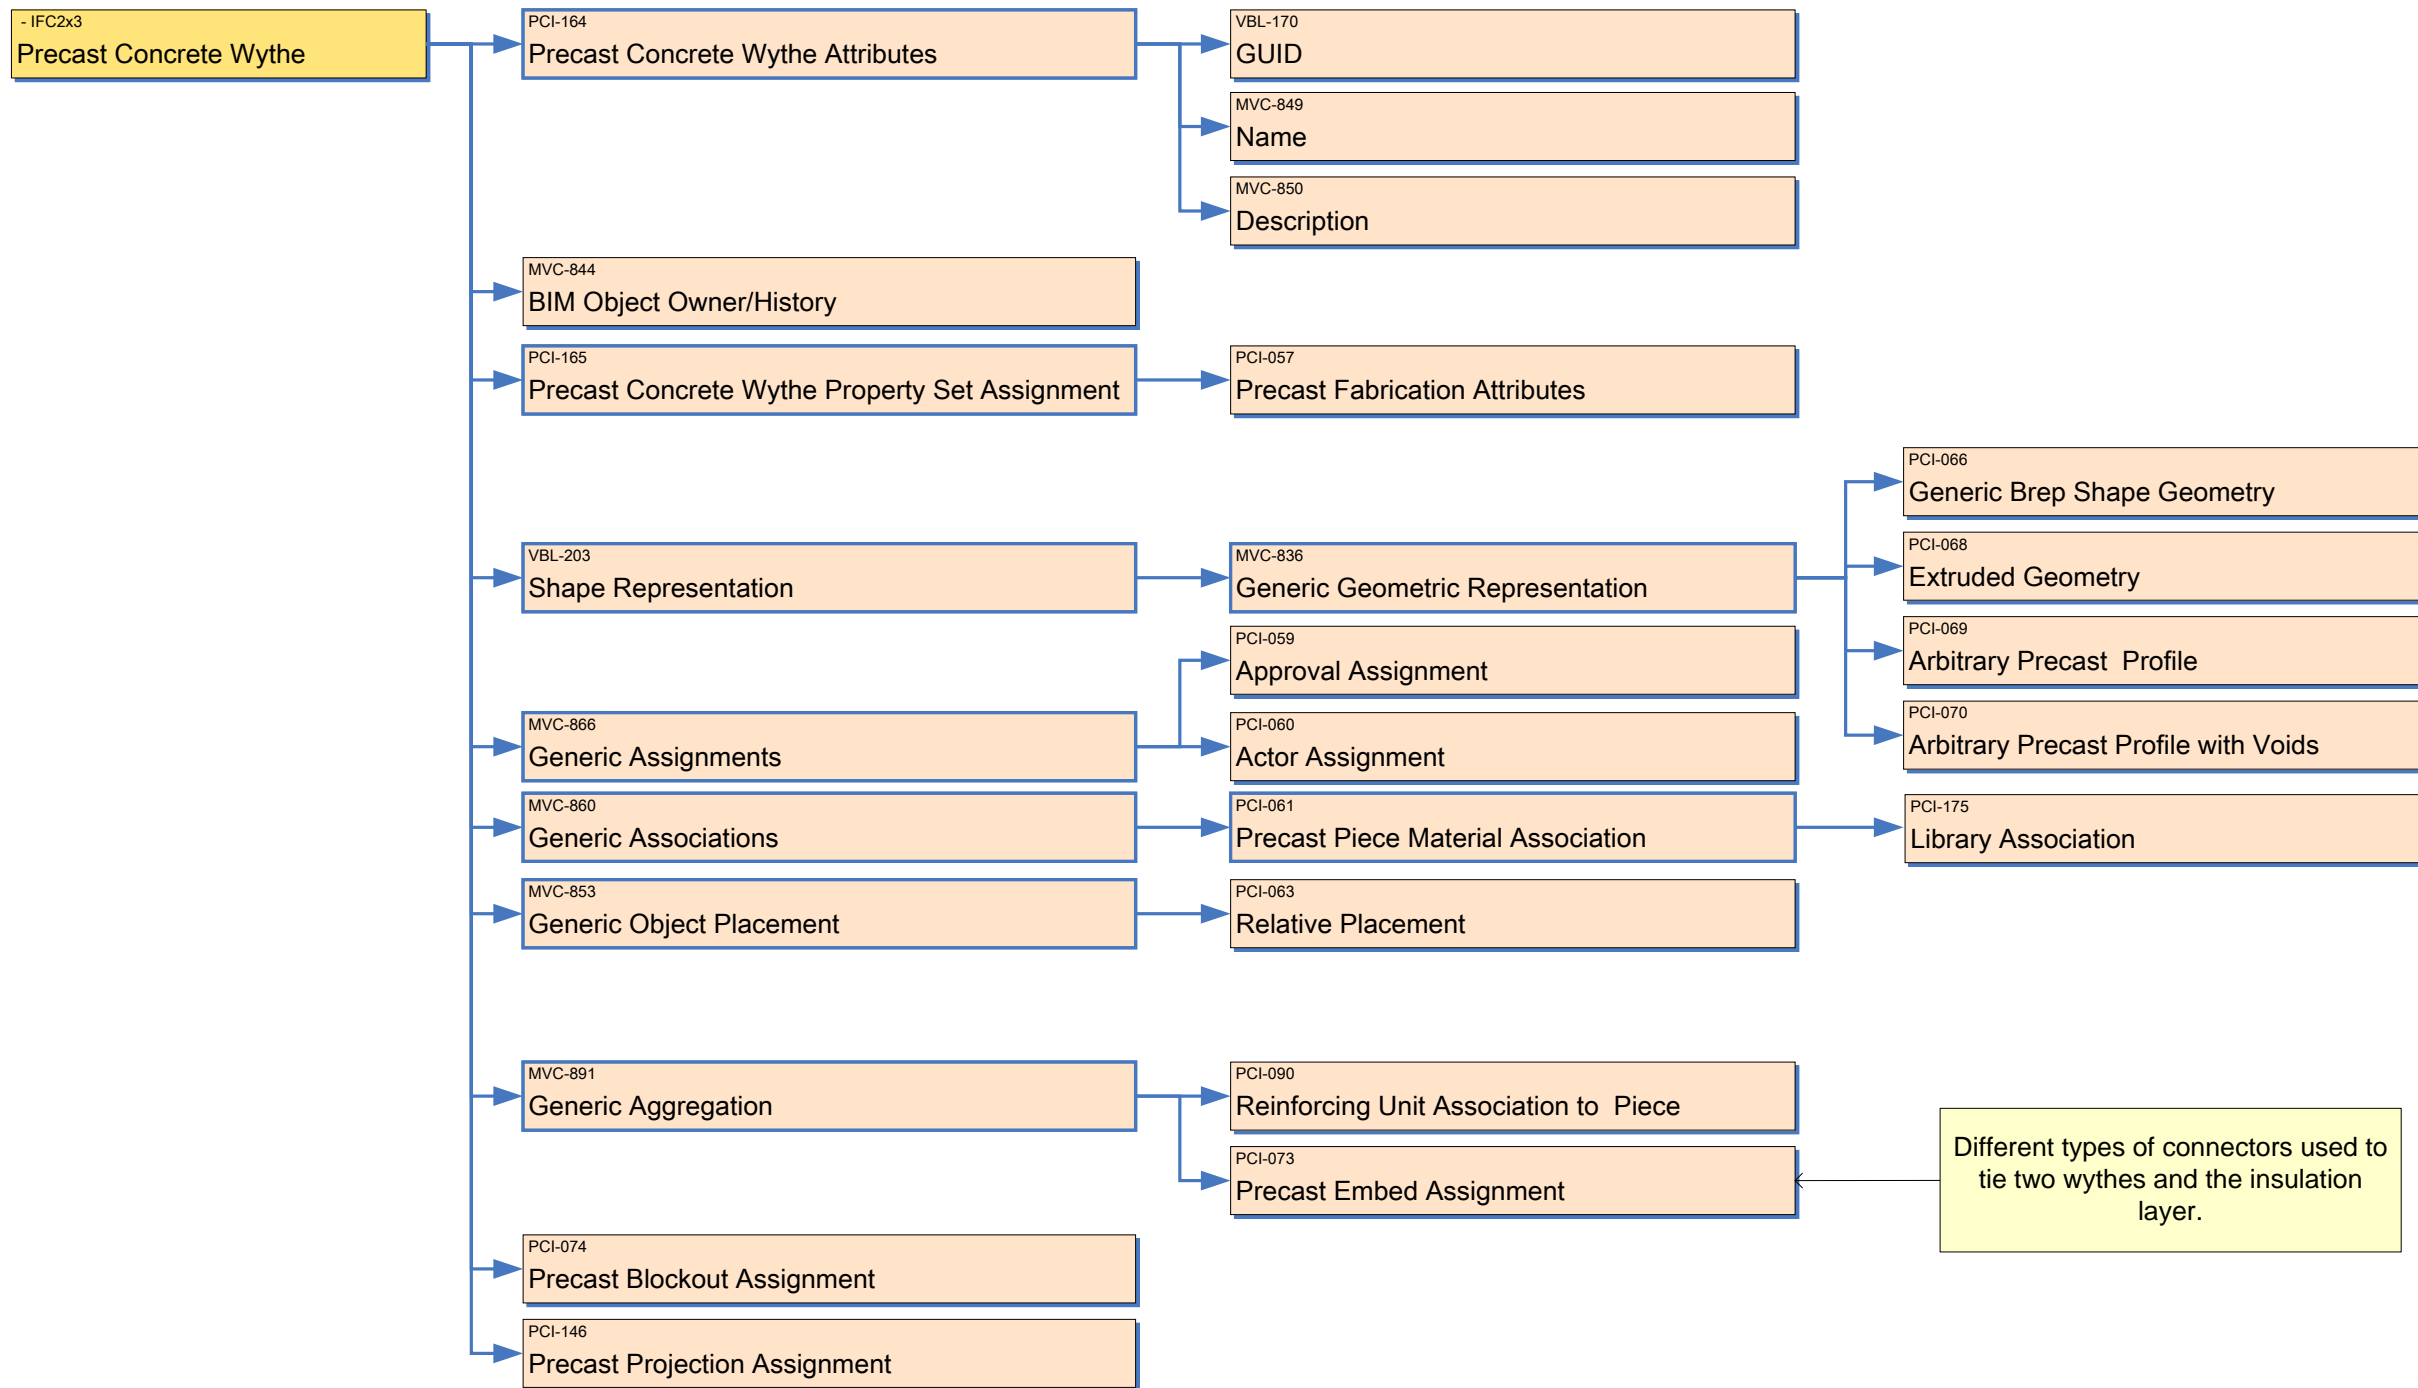 - IFC2x3
Precast Concrete Wythe
PCI-164
Precast Concrete Wythe Attributes
VBL-170
GUID
MVC-849
Name
MVC-850
Description
MVC-844
BIM Object Owner/History
PCI-165
Precast Concrete Wythe Property Set Assignment
PCI-057
Precast Fabrication Attributes
VBL-203
Shape Representation
MVC-836
Generic Geometric Representation
PCI-066
Generic Brep Shape Geometry
PCI-068
Extruded Geometry
PCI-069
Arbitrary Precast  Profile
PCI-070
Arbitrary Precast Profile with Voids
MVC-866
Generic Assignments
PCI-059
Approval Assignment
PCI-060
Actor Assignment
MVC-860
Generic Associations
PCI-061
Precast Piece Material Association
PCI-175
Library Association
MVC-853
Generic Object Placement
PCI-063
Relative Placement
MVC-891
Generic Aggregation
PCI-090
Reinforcing Unit Association to  Piece
PCI-073
Precast Embed Assignment
Different types of connectors used to
tie two wythes and the insulation
layer.
PCI-074
Precast Blockout Assignment
PCI-146
Precast Projection Assignment